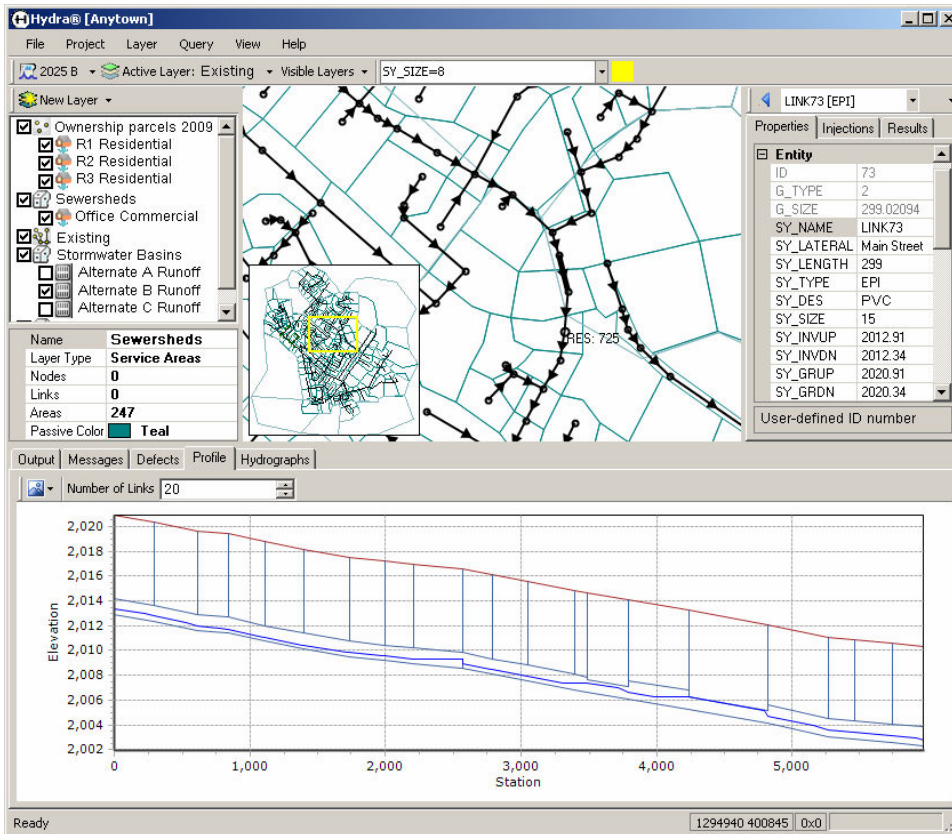 Hydra® [Anytown]
File Project Layer Query View Help
2025 B Active Layer: Existing Visible Layers SY_SIZE=8
New Layer
Ownership parcels 2009
R1 Residential
R2 Residential
R3 Residential
Sewersheds
Office Commercial
Existing
Stormwater Basins
Alternate A Runoff
Alternate B Runoff
Alternate C Runoff
Name Sewersheds
Layer Type Service Areas
Nodes 0
Links 0
Areas 247
Passive Color Teal
RES: 725
LINK73 [EPI]
Properties Injections Results
Entity
ID 73
G_TYPE 2
G_SIZE 299.02094
SY_NAME LINK73
SY_LATERAL Main Street
SY_LENGTH 299
SY_TYPE EPI
SY_DES PVC
SY_SIZE 15
SY_INVUP 2012.91
SY_INVDN 2012.34
SY_GRUP 2020.91
SY_GRDN 2020.34
User-defined ID number
Output Messages Defects Profile Hydrographs
Number of Links 20
Elevation
2,020
2,018
2,016
2,014
2,012
2,010
2,008
2,006
2,004
2,002
0 1,000 2,000 3,000 4,000 5,000
Station
Ready 1294940 400845 0x0